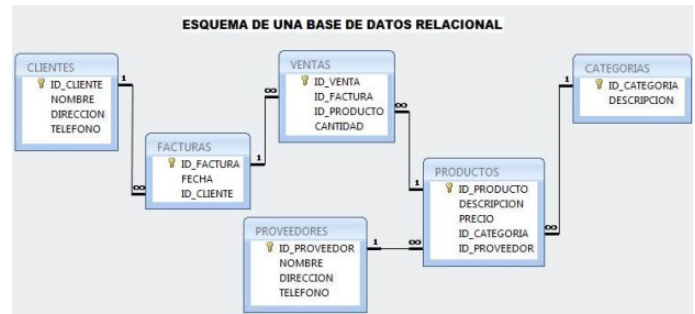 ESQUEMA DE UNA BASE DE DATOS RELACIONAL
CLIENTES
ID_CLIENTE
NOMBRE
DIRECCION
TELEFONO
1
∞
FACTURAS
ID_FACTURA
FECHA
ID_CLIENTE
1
∞
VENTAS
ID_VENTA
ID_FACTURA
ID_PRODUCTO
CANTIDAD
∞
1
PROVEEDORES
ID_PROVEEDOR
NOMBRE
DIRECCION
TELEFONO
1
∞
PRODUCTOS
ID_PRODUCTO
DESCRIPCION
PRECIO
ID_CATEGORIA
ID_PROVEEDOR
∞
1
CATEGORIAS
ID_CATEGORIA
DESCRIPCION